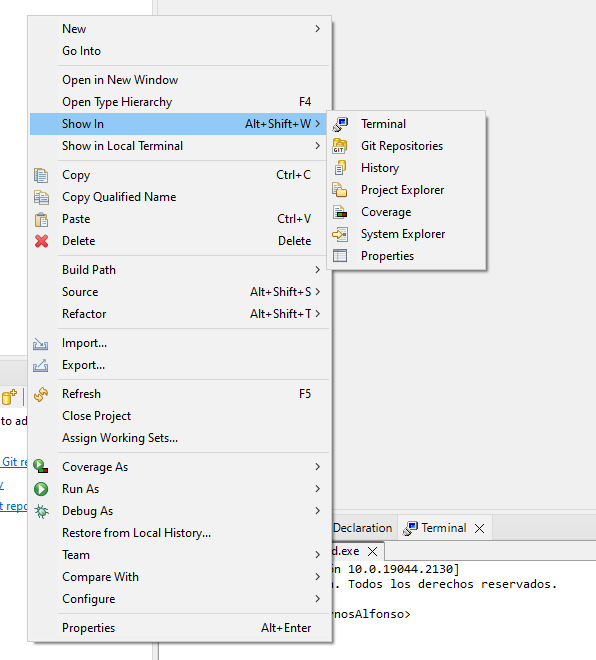 New
Go Into
Open in New Window
Open Type Hierarchy F4
Show In Alt+Shift+W
Show in Local Terminal
Copy Ctrl+C
Copy Qualified Name
Paste Ctrl+V
Delete Delete
Build Path
Source Alt+Shift+S
Refactor Alt+Shift+T
Import...
Export...
Refresh F5
Close Project
Assign Working Sets...
Coverage As
Run As
Debug As
Restore from Local History...
Team
Compare With
Configure
Properties Alt+Enter
Terminal
Git Repositories
GIT
History
Project Explorer
Coverage
System Explorer
Properties
to ad
Git re
y
t repo
Declaration
Terminal
d.exe
ón 10.0.19044.2130]
. Todos los derechos reservados.
rnosAlfonso>